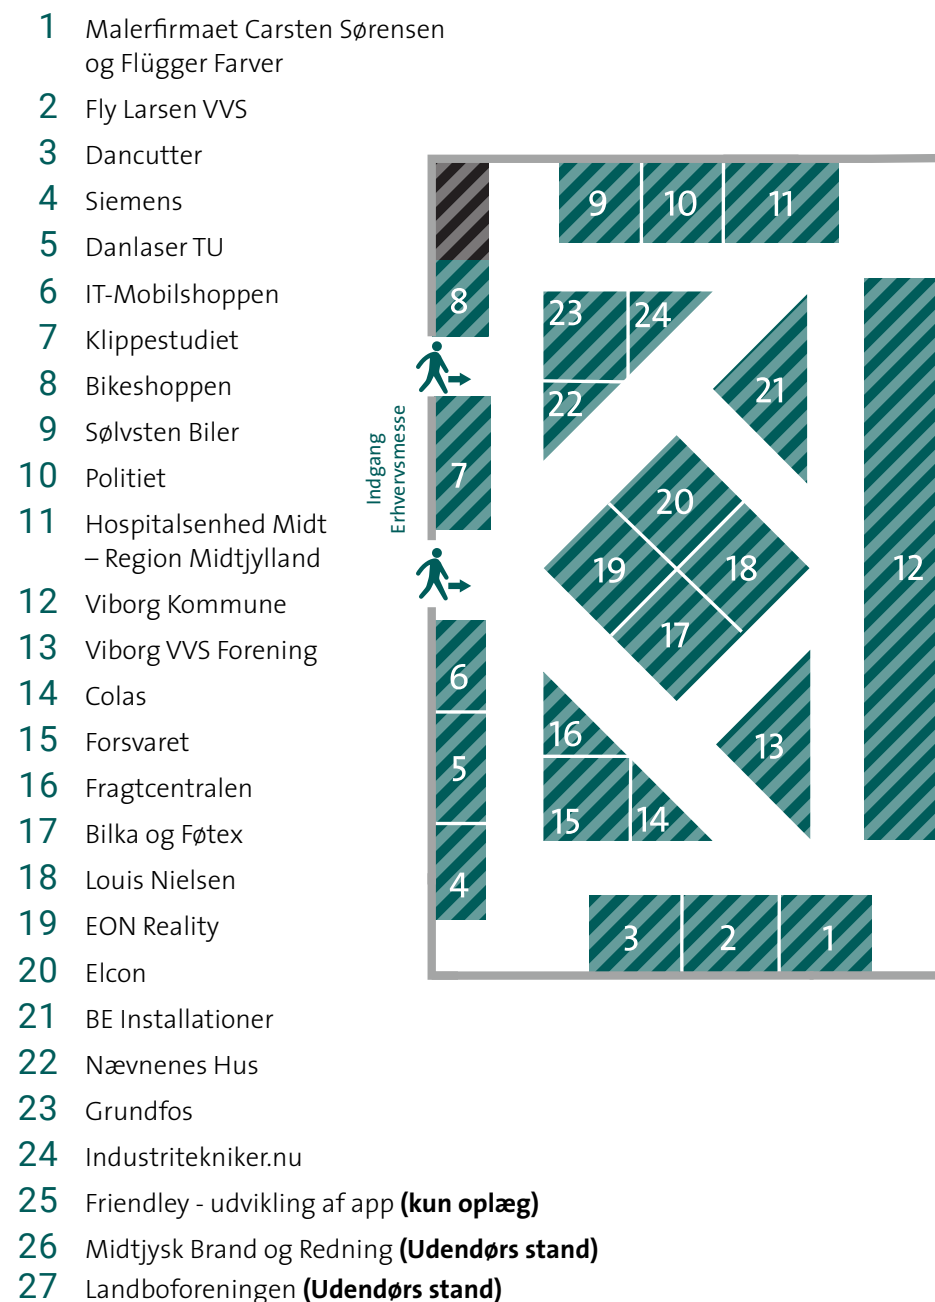 1 Malerfirmaet Carsten Sørensen
og Flügger Farver
2 Fly Larsen VVS
3 Dancutter
4 Siemens
5 Danlaser TU
6 IT-Mobilshoppen
7 Klippestudiet
8 Bikeshoppen
9 Sølvsten Biler
10 Politiet
11 Hospitalsenhed Midt
– Region Midtjylland
12 Viborg Kommune
13 Viborg VVS Forening
14 Colas
15 Forsvaret
16 Fragtcentralen
17 Bilka og Føtex
18 Louis Nielsen
19 EON Reality
20 Elcon
21 BE Installationer
22 Nævnenes Hus
23 Grundfos
24 Industritekniker.nu
25 Friendley - udvikling af app (kun oplæg)
26 Midtjysk Brand og Redning (Udendørs stand)
27 Landboforeningen (Udendørs stand)
9 10 11
8
23 24
21
22
Indgang
Erhvervsmesse
7
20
19 18 12
17
6
16
13
5
15 14
4
3 2 1